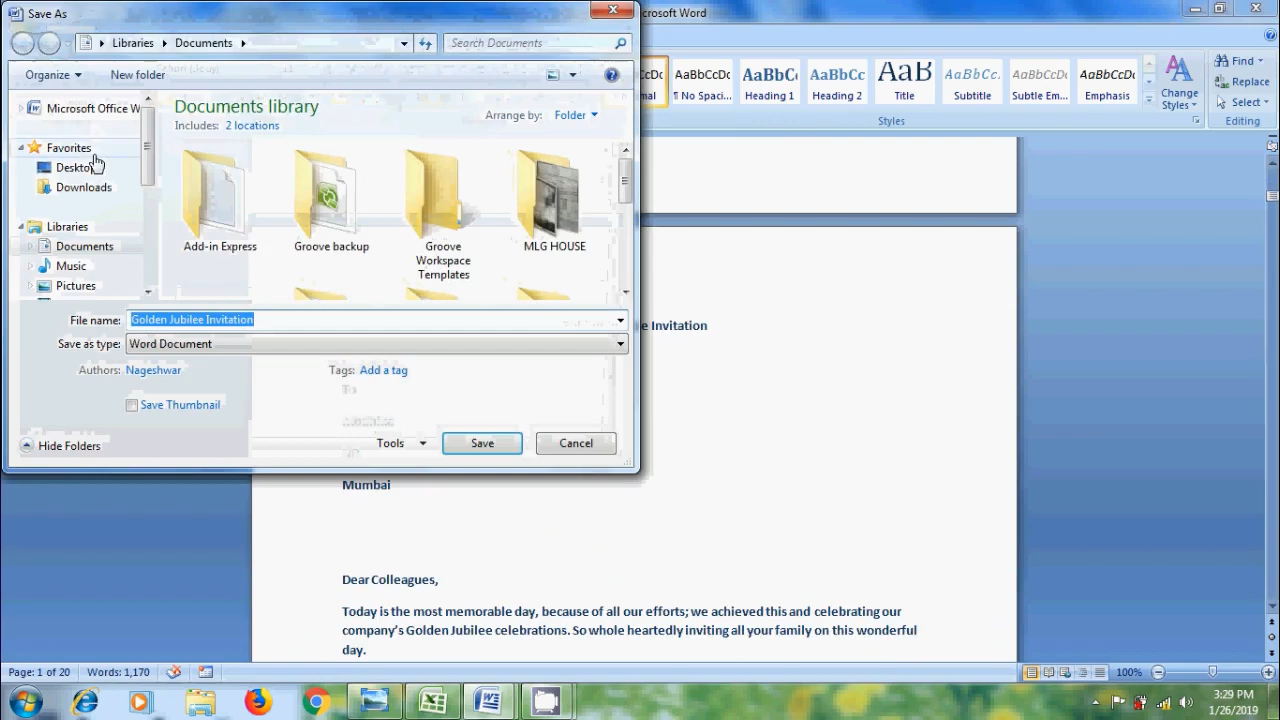 Save As
icrosoft Word
Libraries
Documents
Search Documents
Organize
New folder
Microsoft Office W
Favorites
Desktop
Downloads
Libraries
Documents
Music
Pictures
Documents library
Includes: 2 locations
Arrange by: Folder
Add-in Express
Groove backup
Groove
Workspace
Templates
MLG HOUSE
File name: Golden Jubilee Invitation
Save as type: Word Document
Authors: Nageshwar
Tags: Add a tag
Save Thumbnail
Hide Folders
Tools
Save
Cancel
AaBbCcDc
AaBbC
AaBbCc
AaB
AaBbCc.
AaBbCcDc
AaBbCcDc
mal
¶ No Spaci...
Heading 1
Heading 2
Title
Subtitle
Subtle Em...
Emphasis
Change
Styles
Styles
Find
Replace
Select
Editing
e Invitation
To
Mumbai
Dear Colleagues,
Today is the most memorable day, because of all our efforts; we achieved this and celebrating our
company's Golden Jubilee celebrations. So whole heartedly inviting all your family on this wonderful
day.
Page: 1 of 20
Words: 1,170
100%
3:29 PM
1/26/2019